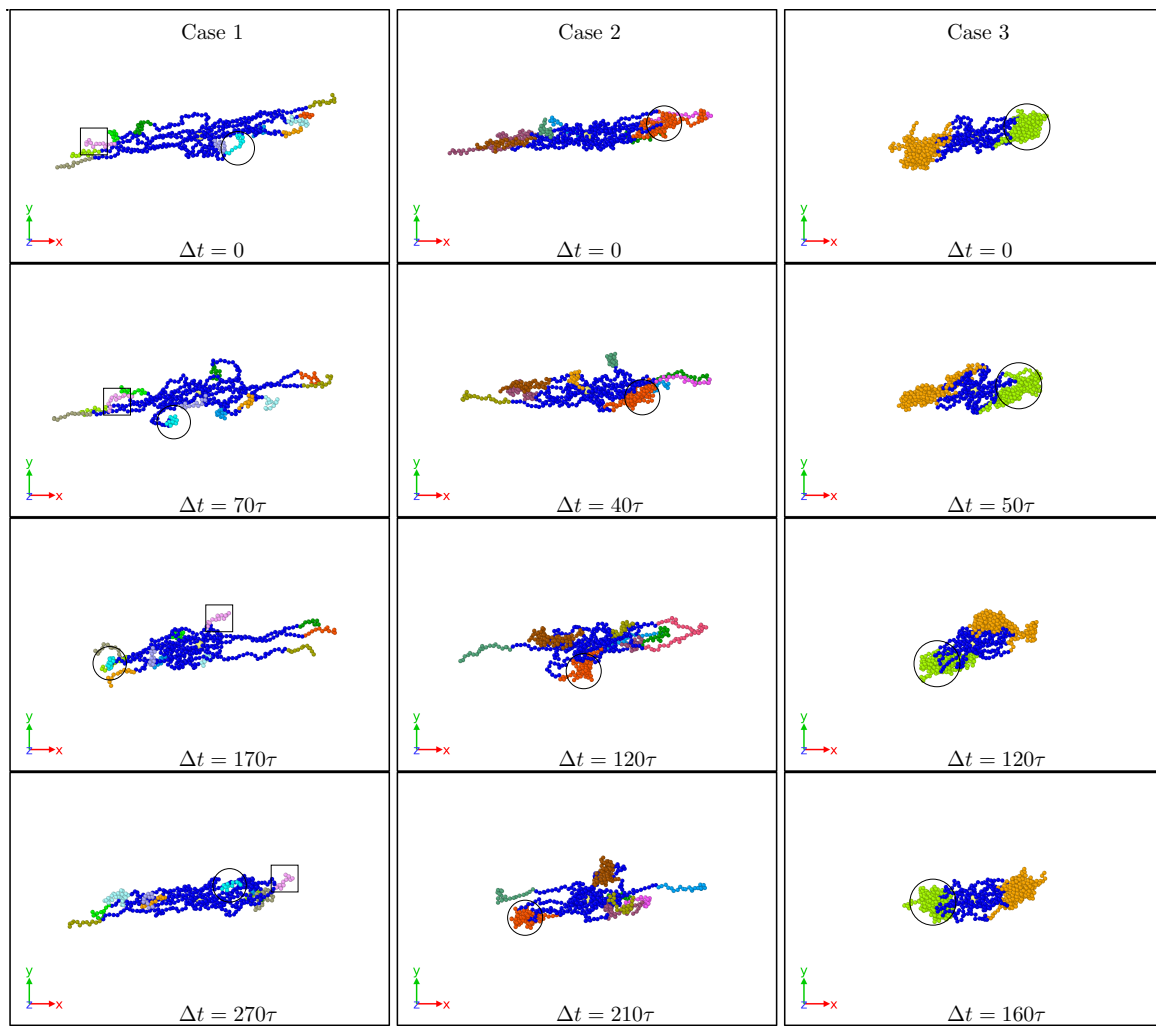 Case 1
Case 2
Case 3
y
z
x
Δt = 0
y
z
x
Δt = 0
y
z
x
Δt = 0
y
z
x
Δt = 70τ
y
z
x
Δt = 40τ
y
z
x
Δt = 50τ
y
z
x
Δt = 170τ
y
z
x
Δt = 120τ
y
z
x
Δt = 120τ
y
z
x
Δt = 270τ
y
z
x
Δt = 210τ
y
z
x
Δt = 160τ